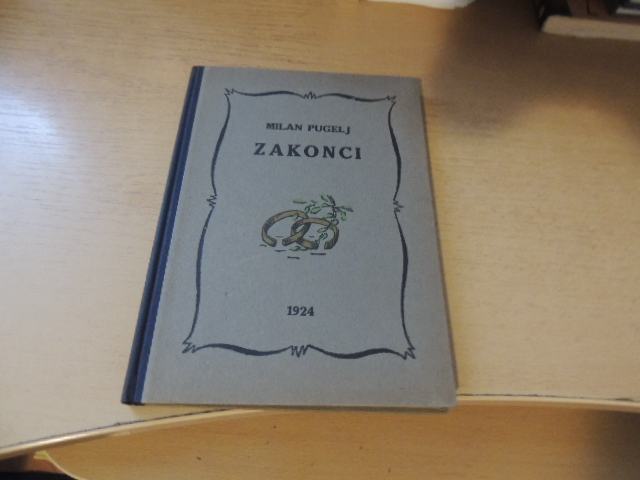 MILAN PUGELJ
ZAKONCI
1924